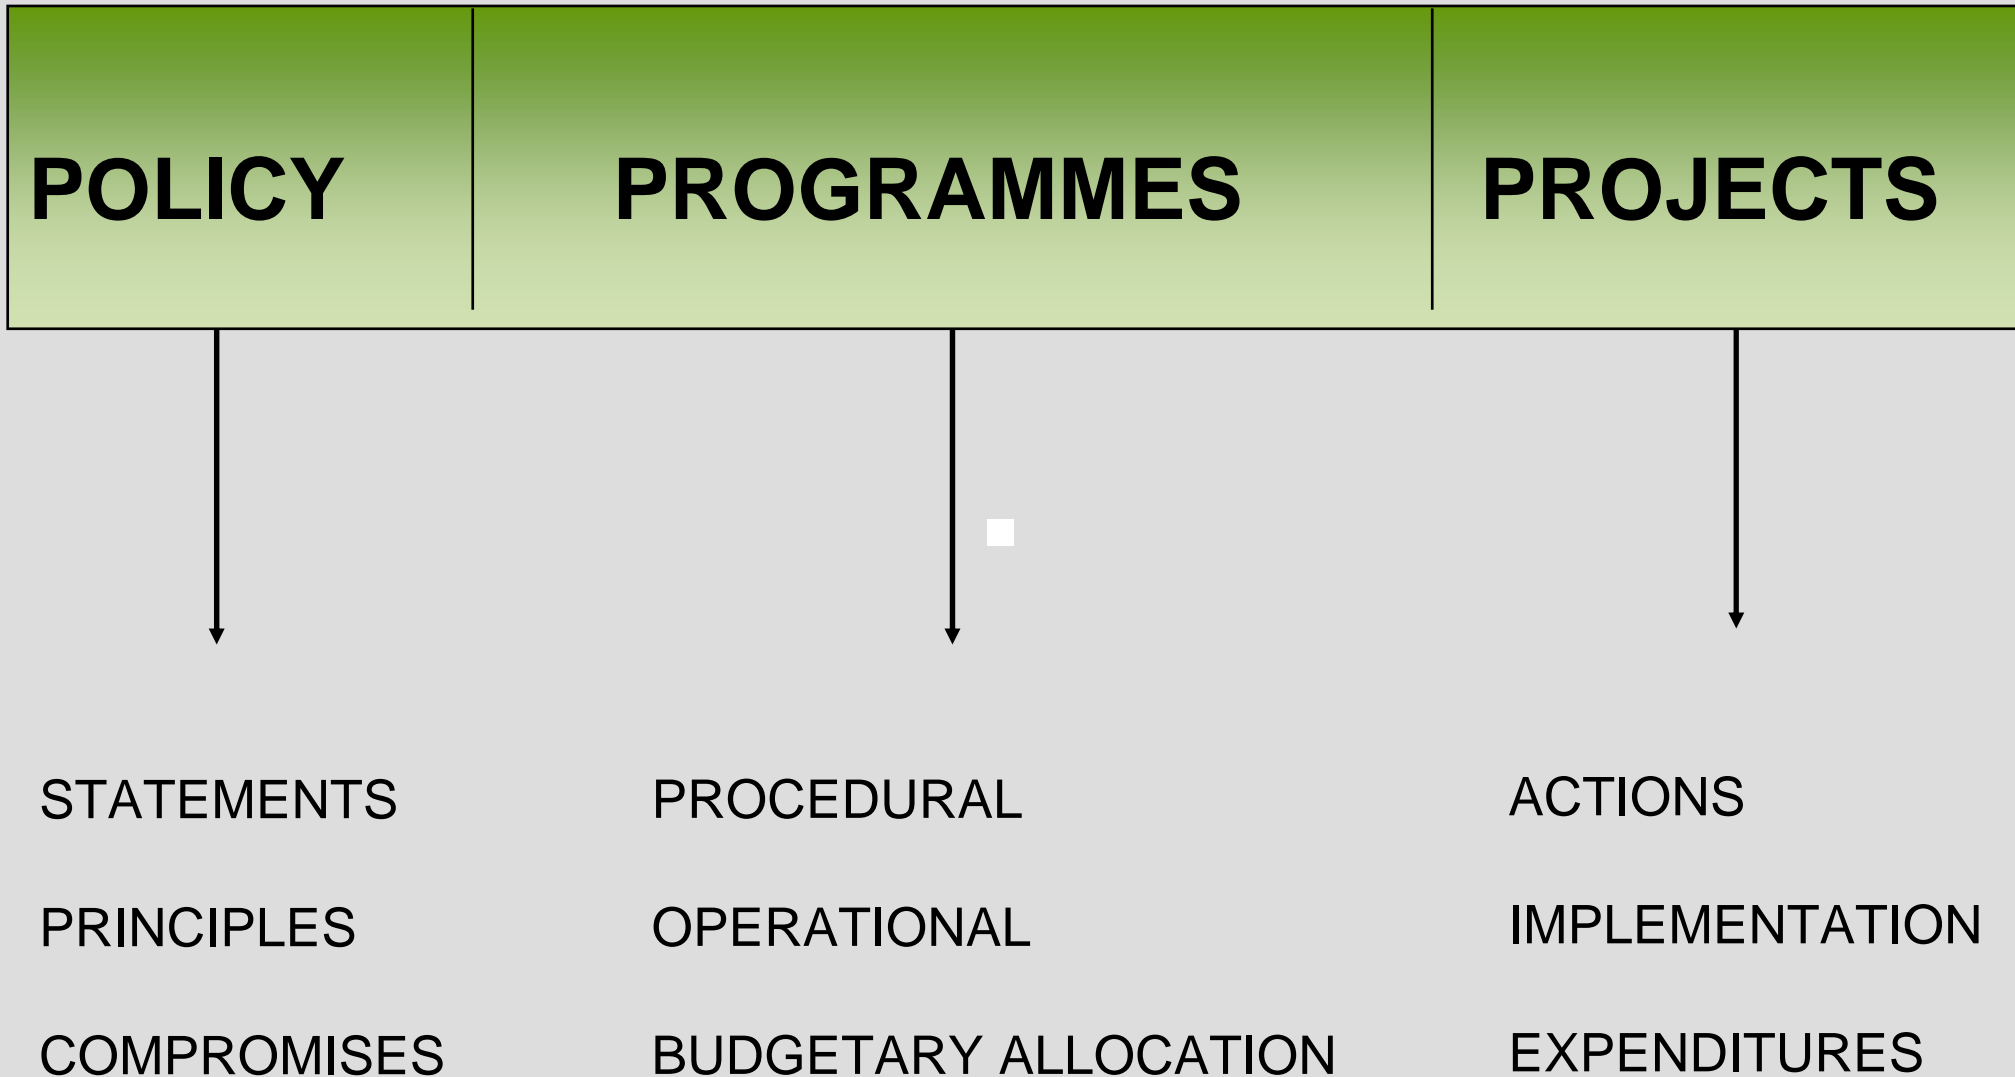 POLICY PROGRAMMES PROJECTS
STATEMENTS PROCEDURAL ACTIONS
PRINCIPLES OPERATIONAL IMPLEMENTATION
COMPROMISES BUDGETARY ALLOCATION EXPENDITURES